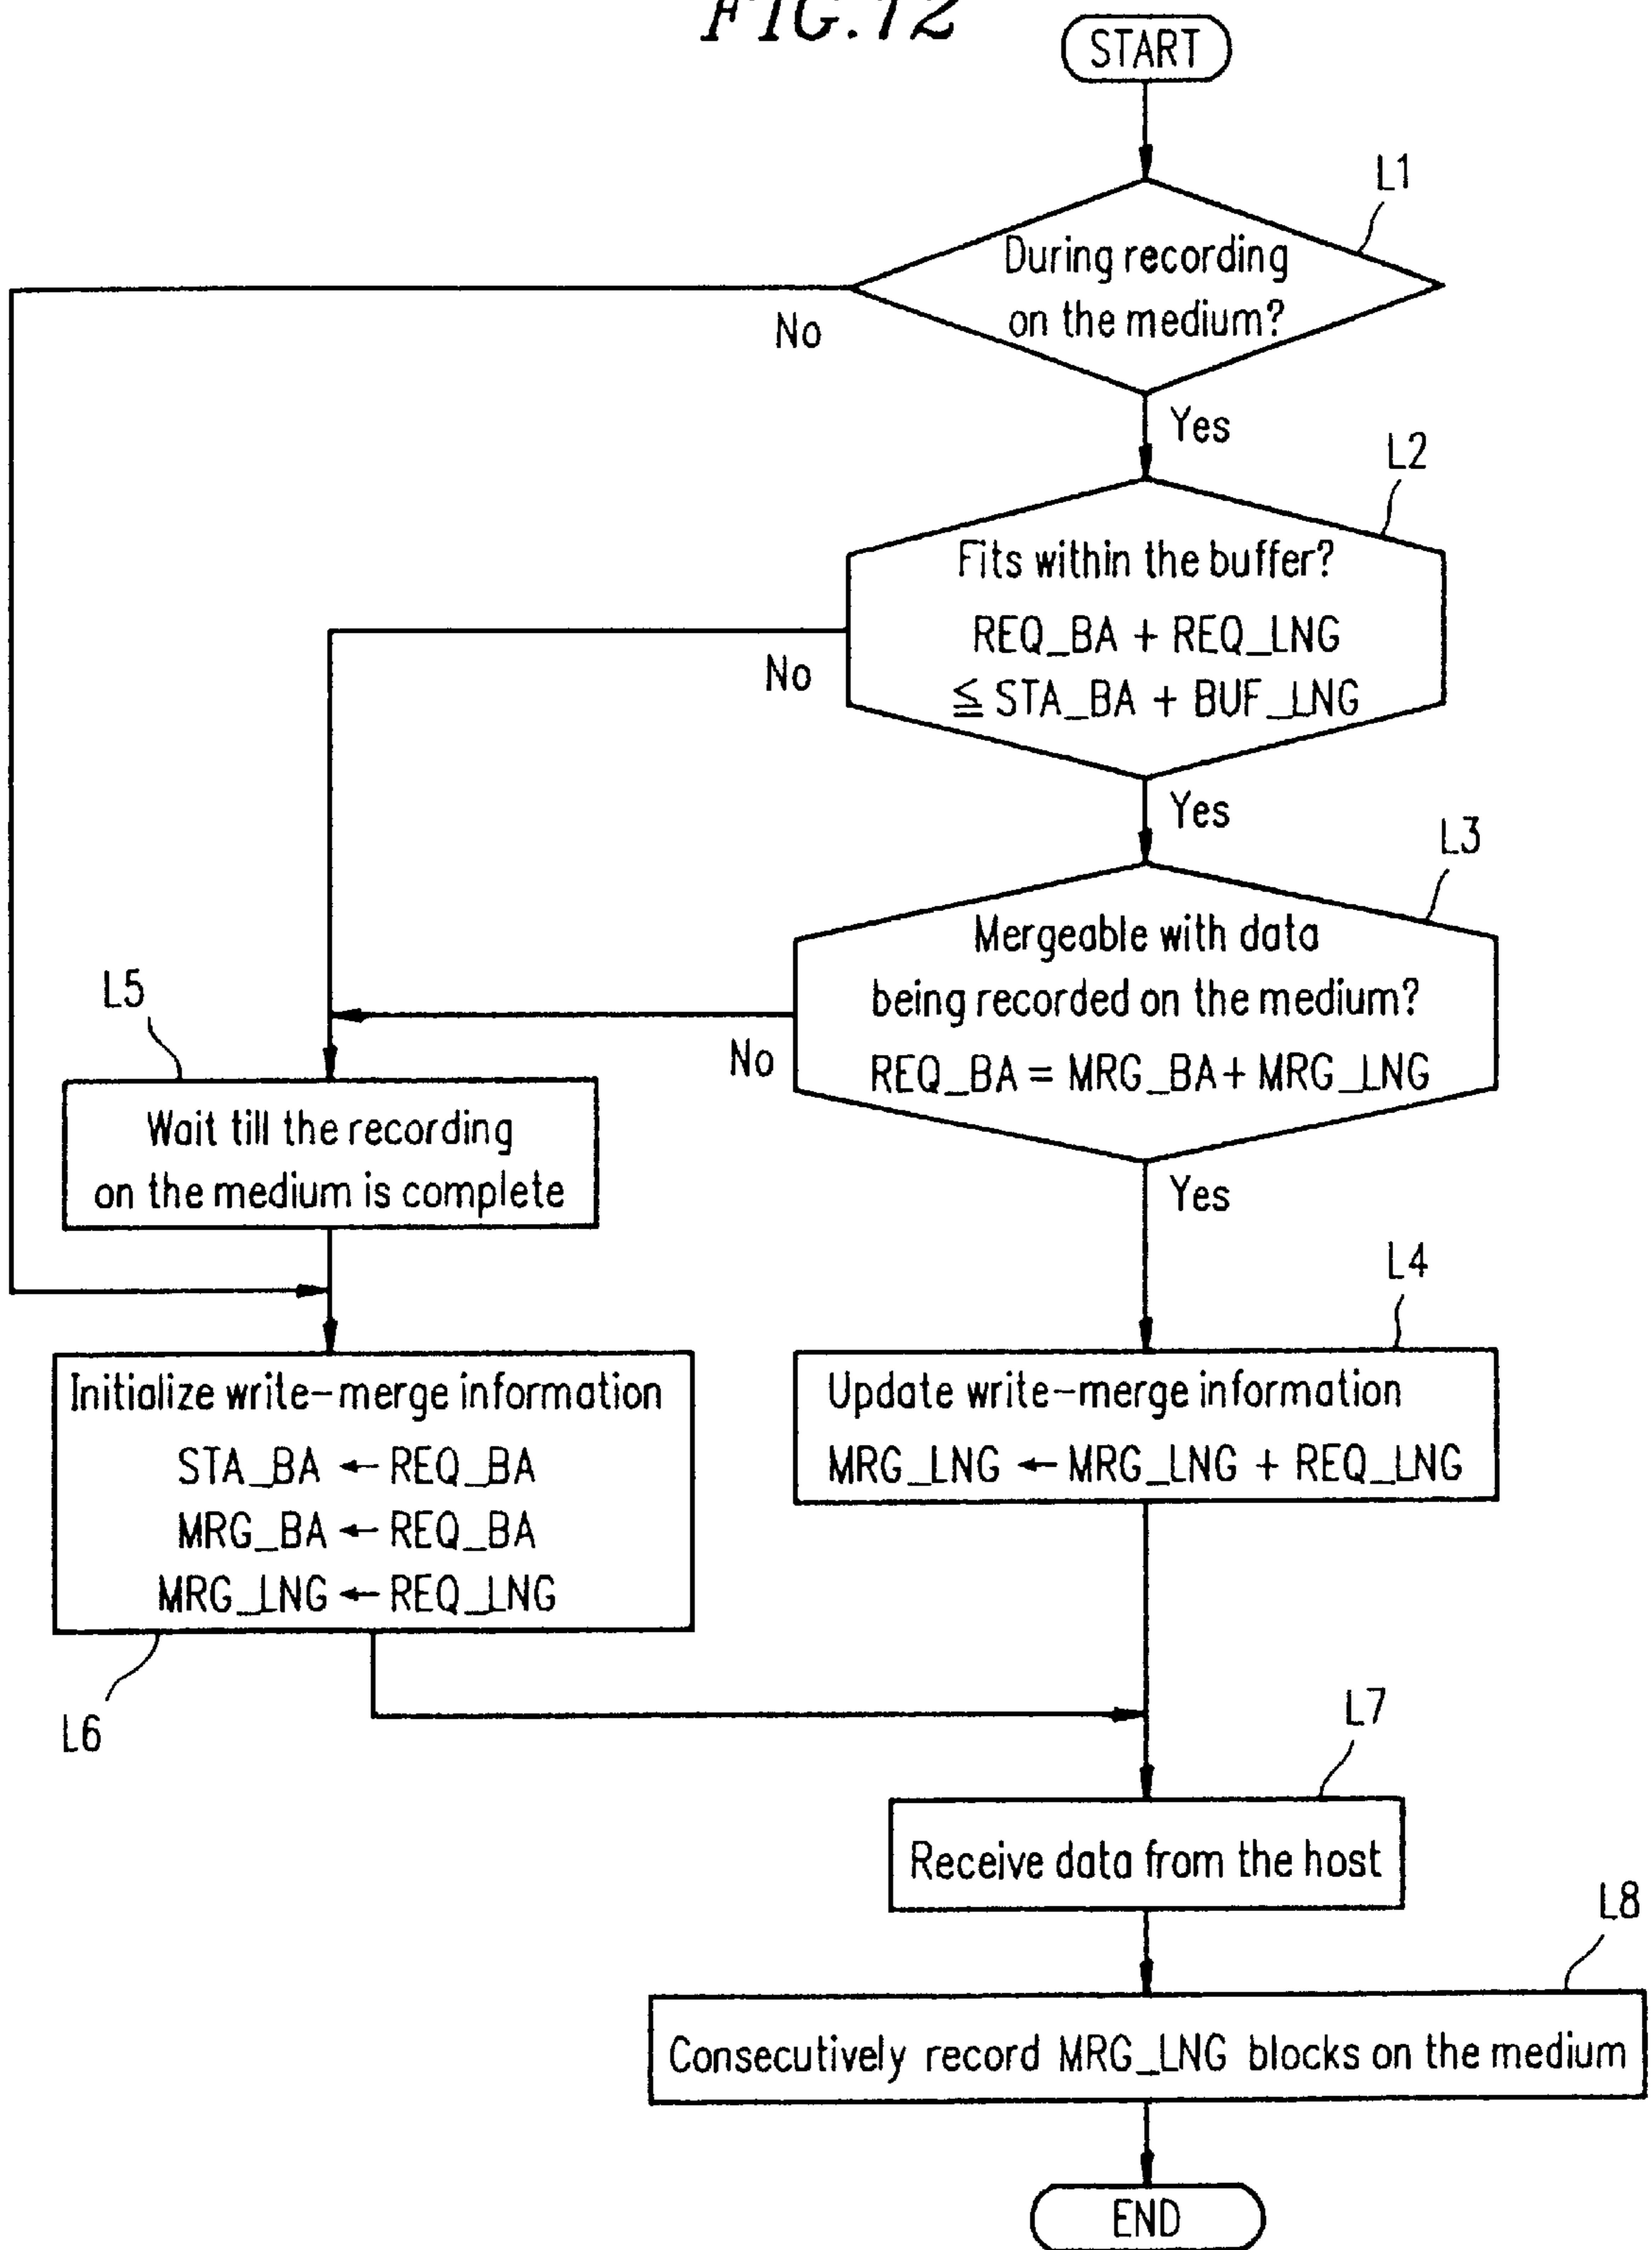 FIG.12
START
L1
During recording
on the medium?
No
Yes
L2
Fits within the buffer?
REQ_BA + REQ_LNG
≦ STA_BA + BUF_LNG
No
Yes
L3
Mergeable with data
being recorded on the medium?
REQ_BA = MRG_BA + MRG_LNG
No
Yes
L5
Wait till the recording
on the medium is complete
L4
Update write-merge information
MRG_LNG ← MRG_LNG + REQ_LNG
Initialize write-merge information
STA_BA ← REQ_BA
MRG_BA ← REQ_BA
MRG_LNG ← REQ_LNG
L6
L7
Receive data from the host
L8
Consecutively record MRG_LNG blocks on the medium
END